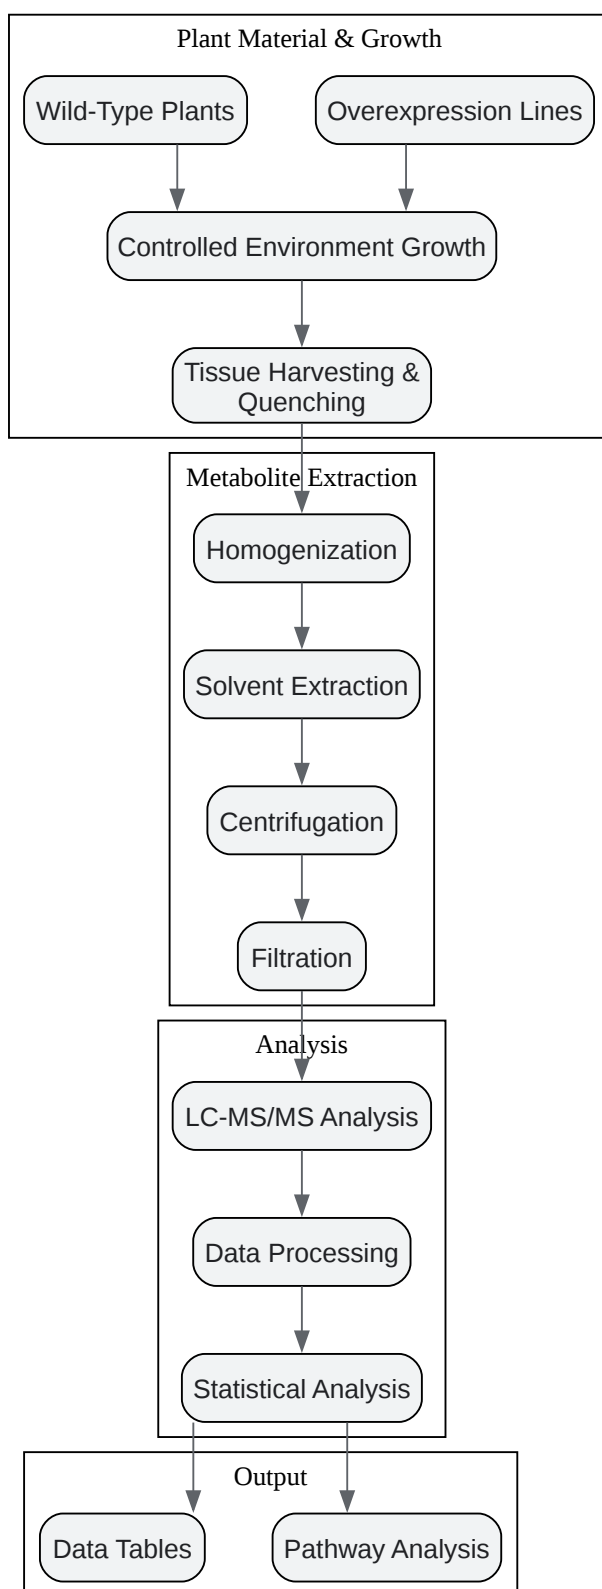 Plant Material & Growth
Wild-Type Plants
Overexpression Lines
Controlled Environment Growth
Tissue Harvesting &
Quenching
Metabolite Extraction
Homogenization
Solvent Extraction
Centrifugation
Filtration
Analysis
LC-MS/MS Analysis
Data Processing
Statistical Analysis
Output
Data Tables
Pathway Analysis